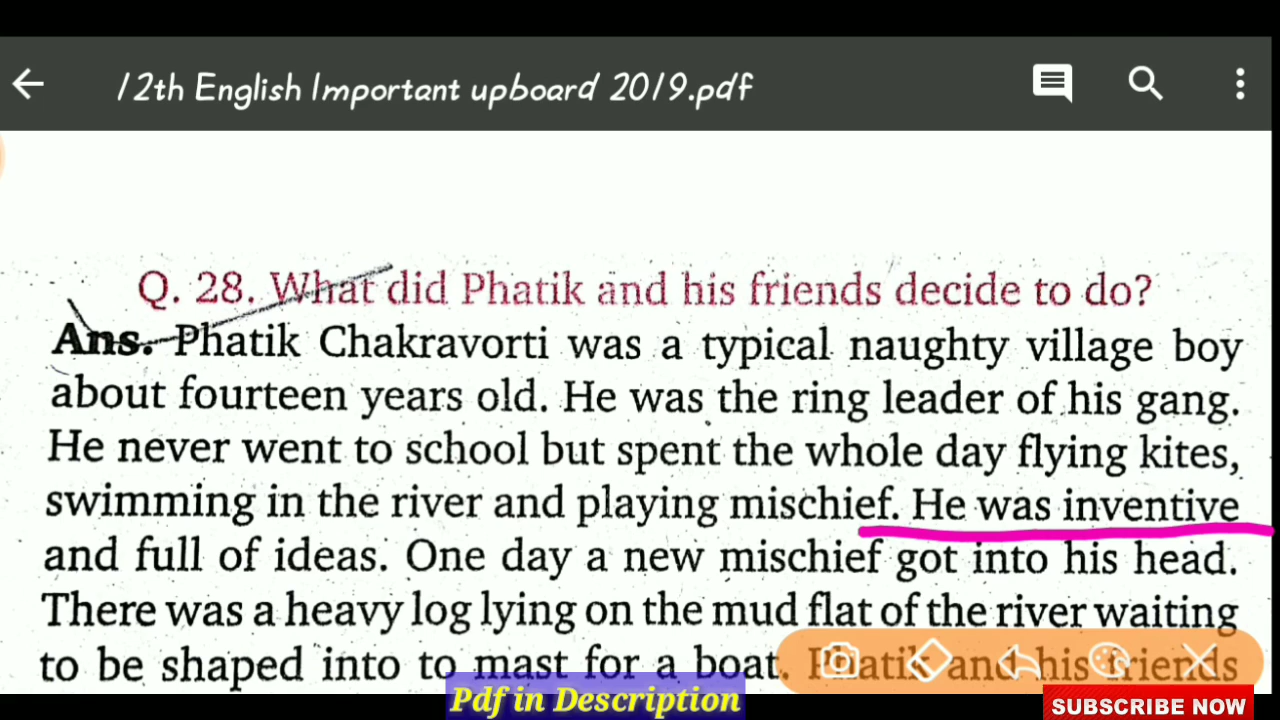 12th English Important upboard 2019.pdf
Q. 28. What did Phatik and his friends decide to do?
Ans. Phatik Chakravorti was a typical naughty village boy
about fourteen years old. He was the ring leader of his gang.
He never went to school but spent the whole day flying kites,
swimming in the river and playing mischief. He was inventive
and full of ideas. One day a new mischief got into his head.
There was a heavy log lying on the mud flat of the river waiting
to be shaped into to mast for a boat. Phatik and his friends
Pdf in Description
SUBSCRIBE NOW